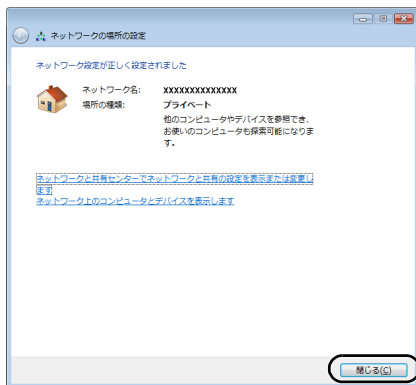 ネットワークの場所の設定
ネットワーク設定が正しく設定されました
ネットワーク名: xxxxxxxxxxxxxx
場所の種類: プライベート
他のコンピュータやデバイスを参照でき、
お使いのコンピュータも探索可能になりま
す。
ネットワークと共有センターでネットワークと共有の設定を表示または変更し
ます
ネットワーク上のコンピュータとデバイスを表示します
閉じる(C)